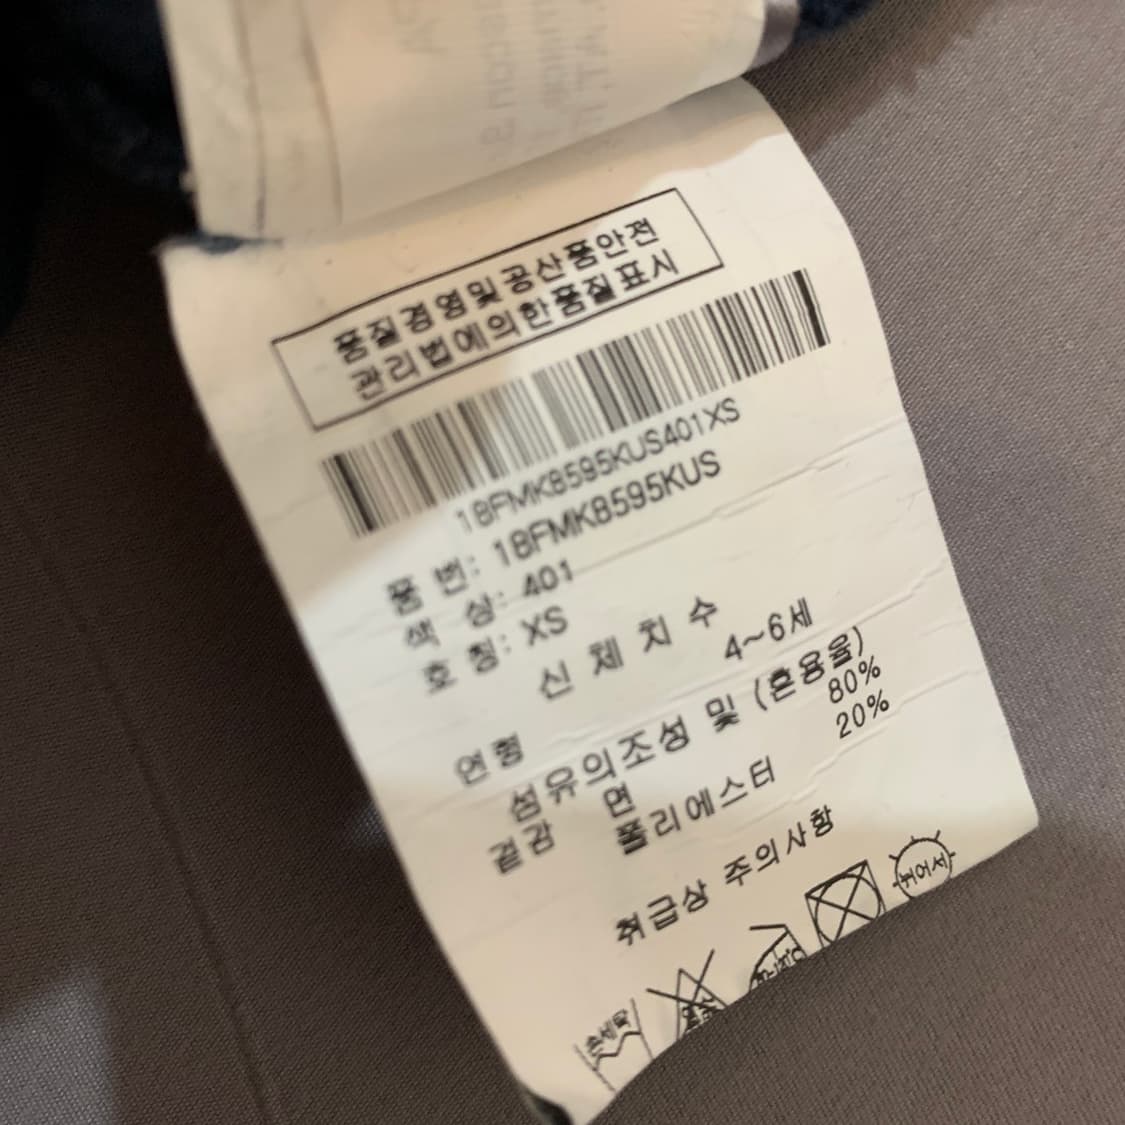 품질경영및공산품안전
관리법에의한품질표시
18FMK8595KUS401XS
품 번: 18FMK8595KUS
색 상: 401
호 칭: XS
신 체 치 수
연령 4~6세
섬유의조성 및 (혼용율)
겉감 면 80%
폴리에스터 20%
취급상 주의사항
손세탁
뉘어서